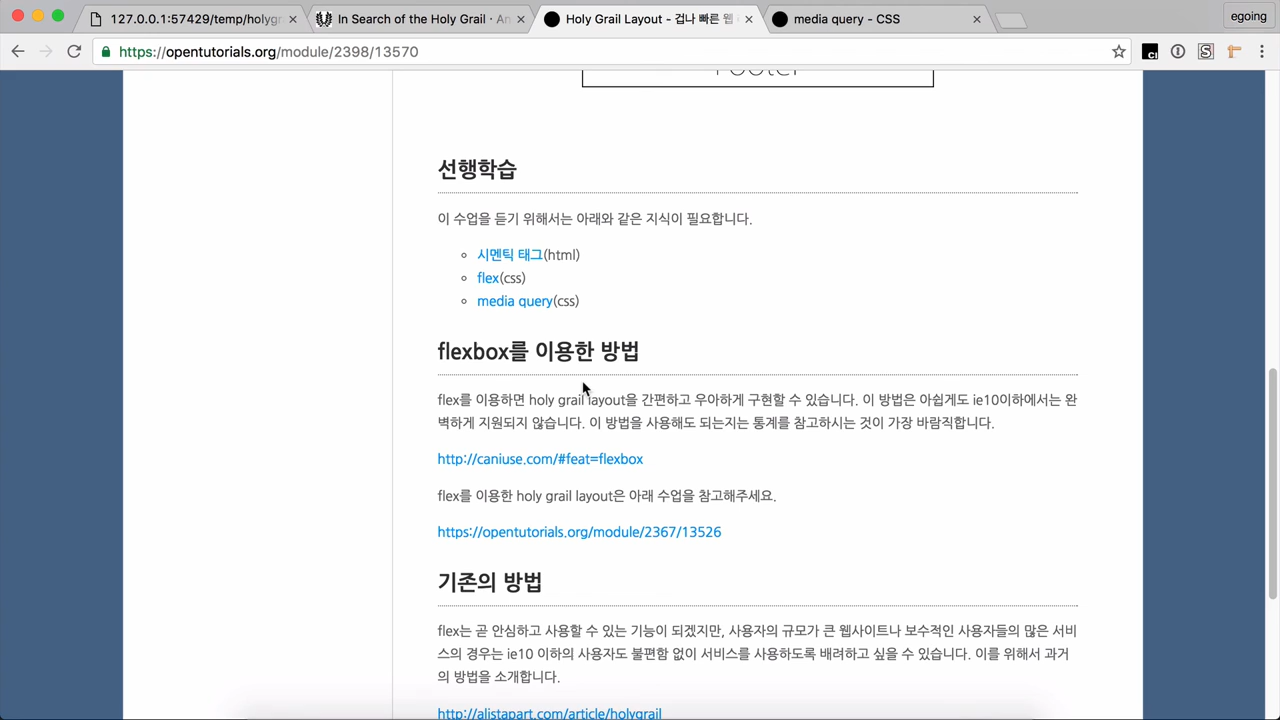 127.0.0.1:57429/temp/holygr
In Search of the Holy Grail · An
Holy Grail Layout - 겁나 빠른 웹
media query - CSS
egoing
https://opentutorials.org/module/2398/13570
Footer
선행학습
이 수업을 듣기 위해서는 아래와 같은 지식이 필요합니다.
시멘틱 태그(html)
flex(css)
media query(css)
flexbox를 이용한 방법
flex를 이용하면 holy grail layout을 간편하고 우아하게 구현할 수 있습니다. 이 방법은 아쉽게도 ie10이하에서는 완
벽하게 지원되지 않습니다. 이 방법을 사용해도 되는지는 통계를 참고하시는 것이 가장 바람직합니다.
http://caniuse.com/#feat=flexbox
flex를 이용한 holy grail layout은 아래 수업을 참고해주세요.
https://opentutorials.org/module/2367/13526
기존의 방법
flex는 곧 안심하고 사용할 수 있는 기능이 되겠지만, 사용자의 규모가 큰 웹사이트나 보수적인 사용자들의 많은 서비
스의 경우는 ie10 이하의 사용자도 불편함 없이 서비스를 사용하도록 배려하고 싶을 수 있습니다. 이를 위해서 과거
의 방법을 소개합니다.
http://alistapart.com/article/holygrail